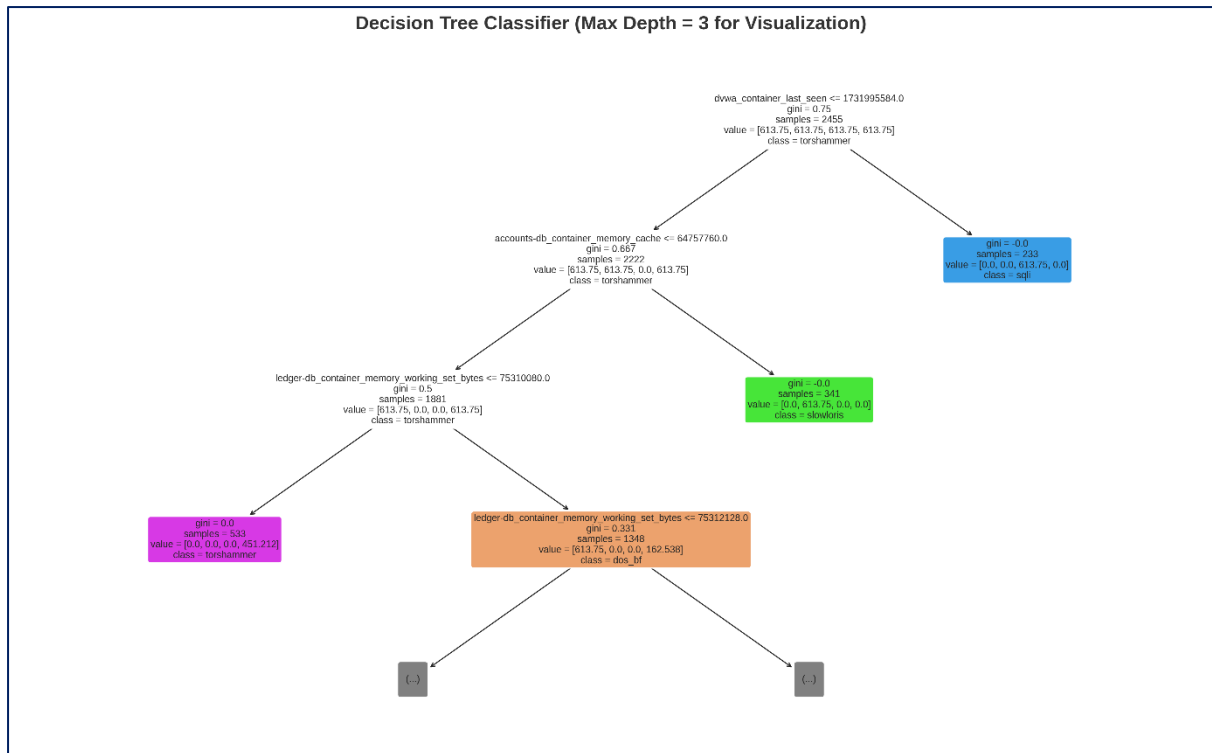 Decision Tree Classifier (Max Depth = 3 for Visualization)
dvwa_container_last_seen <= 1731995584.0
gini = 0.75
samples = 2455
value = [613.75, 613.75, 613.75, 613.75]
class = torshammer
accounts-db_container_memory_cache <= 64757760.0
gini = 0.667
samples = 2222
value = [613.75, 613.75, 0.0, 613.75]
class = torshammer
gini = -0.0
samples = 233
value = [0.0, 0.0, 613.75, 0.0]
class = sqli
ledger-db_container_memory_working_set_bytes <= 75310080.0
gini = 0.5
samples = 1881
value = [613.75, 0.0, 0.0, 613.75]
class = torshammer
gini = -0.0
samples = 341
value = [0.0, 613.75, 0.0, 0.0]
class = slowloris
gini = 0.0
samples = 533
value = [0.0, 0.0, 0.0, 451.212]
class = torshammer
ledger-db_container_memory_working_set_bytes <= 75312128.0
gini = 0.331
samples = 1348
value = [613.75, 0.0, 0.0, 162.538]
class = dos_bf
(...)
(...)